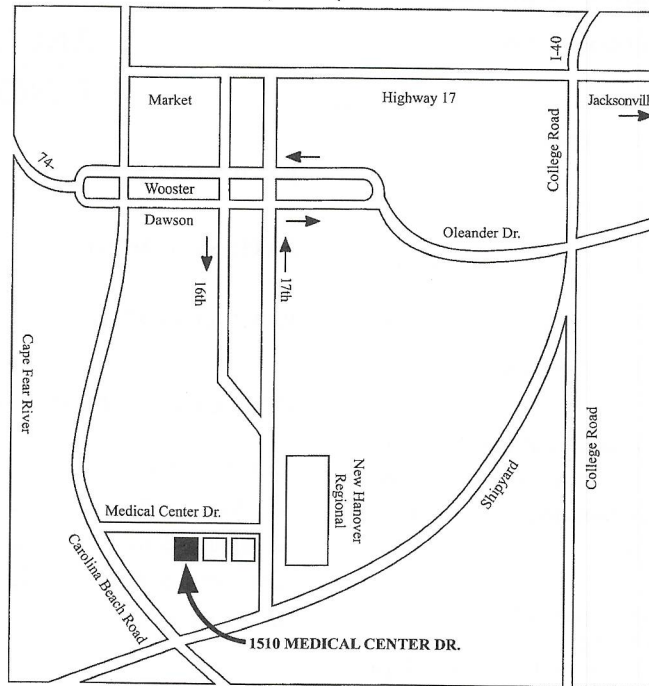 I-40
Market
Highway 17
Jacksonvill
College Road
74-
Wooster
Dawson
Oleander Dr.
16th
17th
Cape Fear River
New Hanover
Regional
Shipyard
College Road
Medical Center Dr.
Carolina Beach Road
1510 MEDICAL CENTER DR.